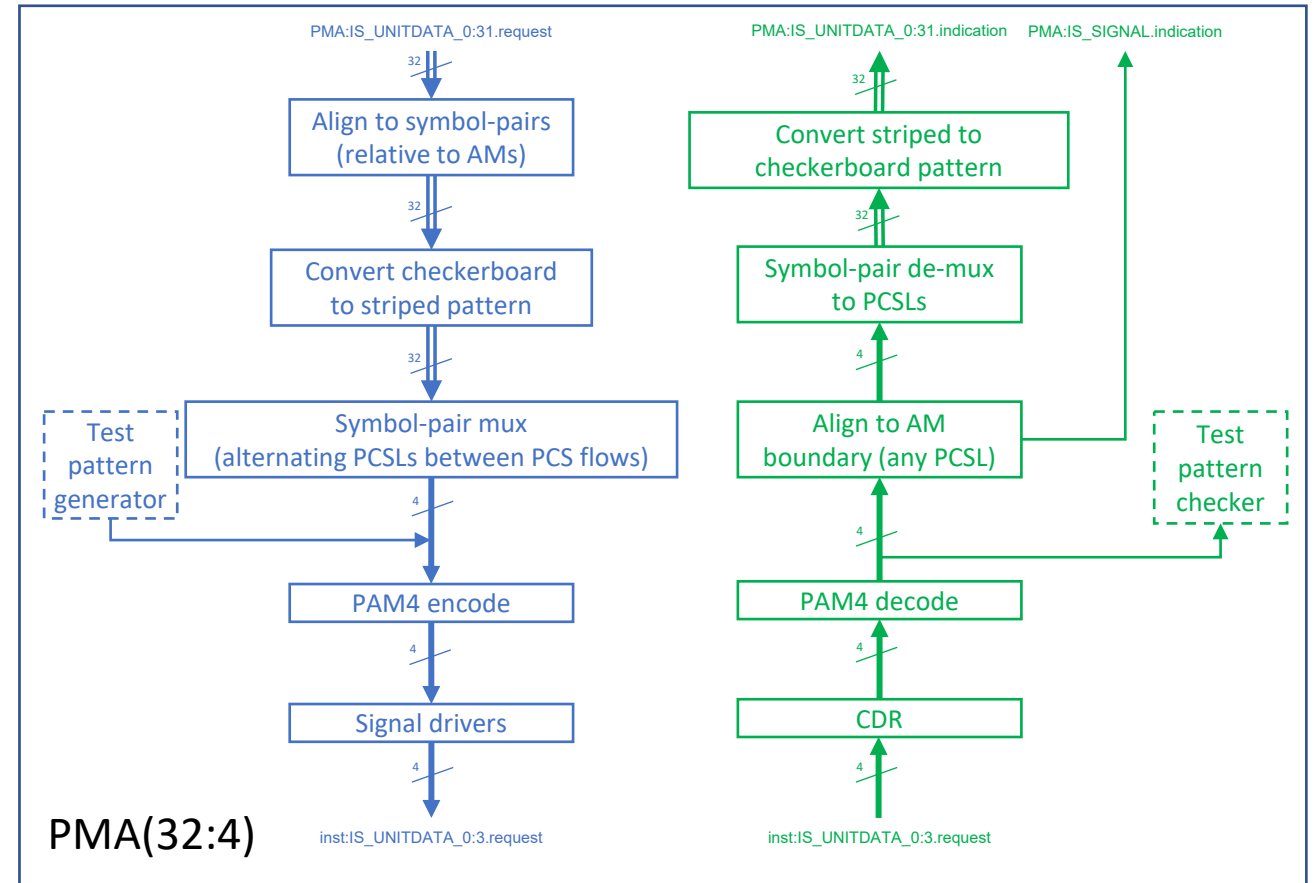 PMA:IS_UNITDATA_0:31.request
32
Align to symbol-pairs
(relative to AMs)
32
Convert checkerboard
to striped pattern
32
Symbol-pair mux
(alternating PCSLs between PCS flows)
Test
pattern
generator
4
PAM4 encode
4
Signal drivers
4
inst:IS_UNITDATA_0:3.request
PMA(32:4)
PMA:IS_UNITDATA_0:31.indication
PMA:IS_SIGNAL.indication
32
Convert striped to
checkerboard pattern
32
Symbol-pair de-mux
to PCSLs
4
Align to AM
boundary (any PCSL)
Test
pattern
checker
4
PAM4 decode
4
CDR
4
inst:IS_UNITDATA_0:3.request